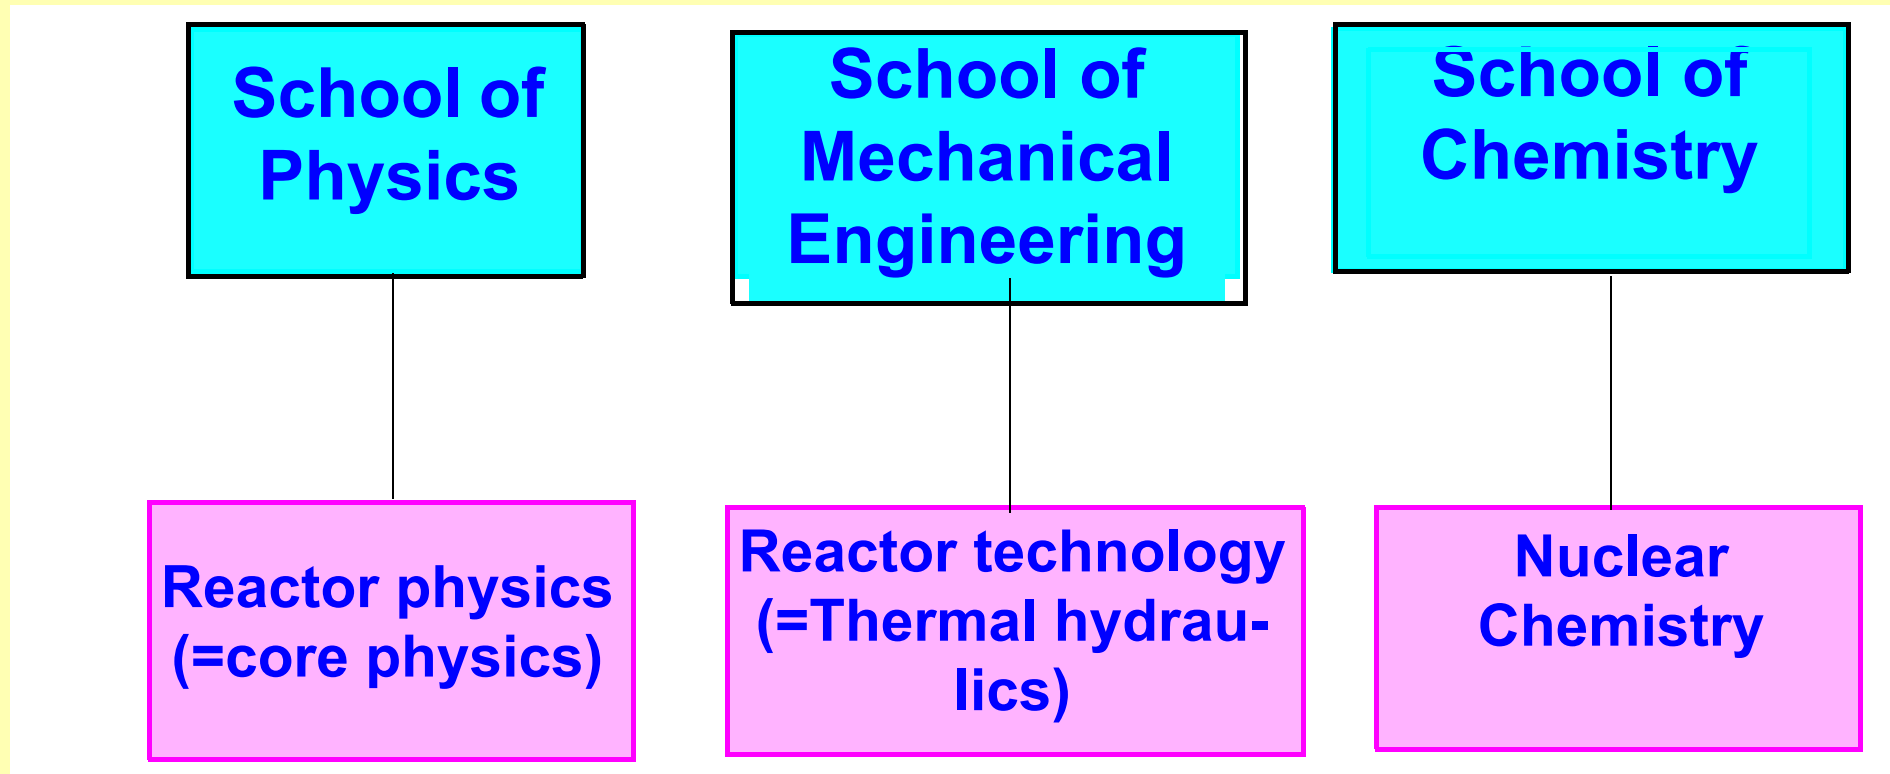 School of
Physics
School of
Mechanical
Engineering
School of
Chemistry
Reactor physics
(=core physics)
Reactor technology
(=Thermal hydrau-
lics)
Nuclear
Chemistry